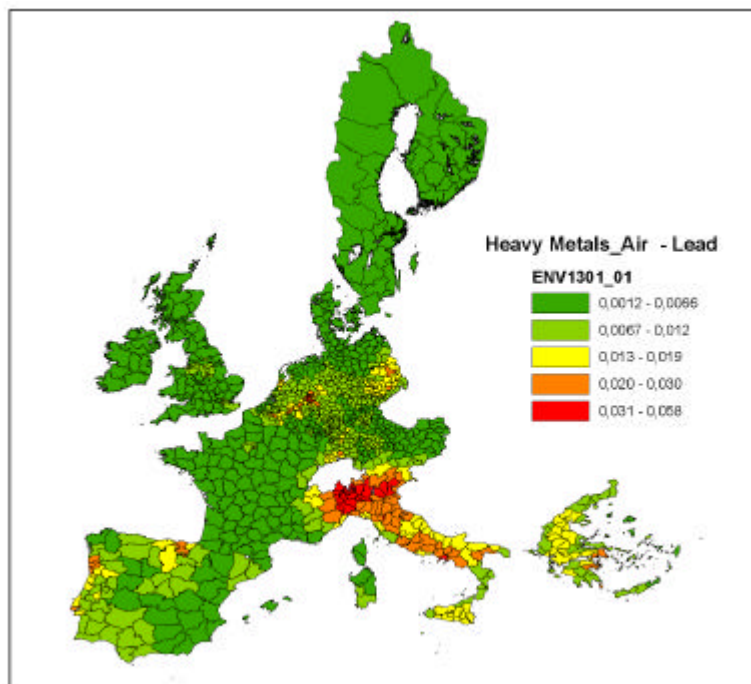 Heavy Metals_Air - Lead
ENV1301_01
0,0012 - 0,0066
0,0067 - 0,012
0,013 - 0,019
0,020 - 0,030
0,031 - 0,058